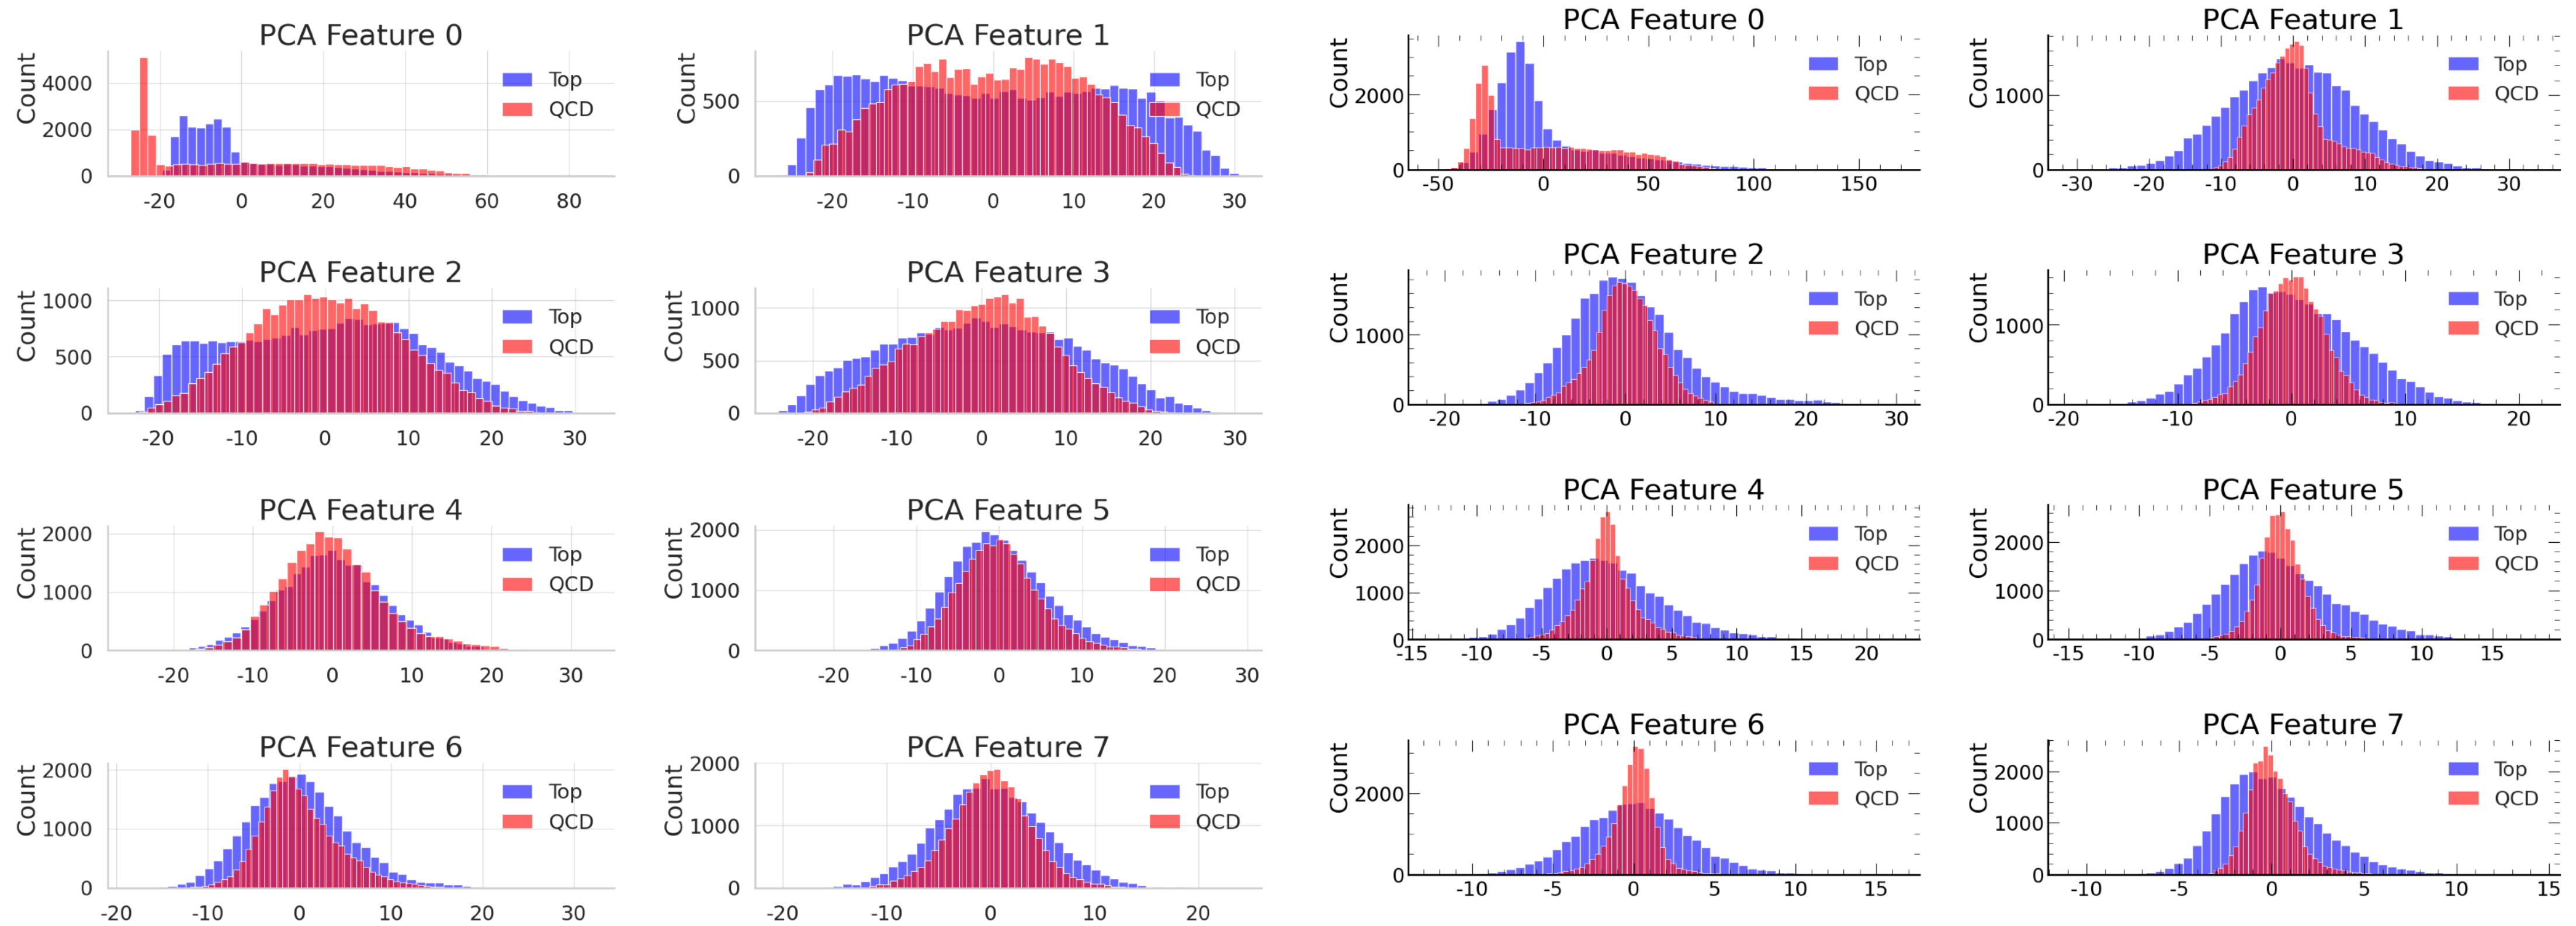 PCA Feature 0
Count
4000
2000
0
-20 0 20 40 60 80
Top
QCD
PCA Feature 1
Count
500
0
-20 -10 0 10 20 30
Top
QCD
PCA Feature 0
Count
2000
0
-50 0 50 100 150
Top
QCD
PCA Feature 1
Count
1000
0
-30 -20 -10 0 10 20 30
Top
QCD
PCA Feature 2
Count
1000
500
0
-20 -10 0 10 20 30
Top
QCD
PCA Feature 3
Count
1000
500
0
-20 -10 0 10 20 30
Top
QCD
PCA Feature 2
Count
1000
0
-20 -10 0 10 20 30
Top
QCD
PCA Feature 3
Count
1000
0
-20 -10 0 10 20
Top
QCD
PCA Feature 4
Count
2000
1000
0
-20 -10 0 10 20 30
Top
QCD
PCA Feature 5
Count
2000
1000
0
-20 -10 0 10 20 30
Top
QCD
PCA Feature 4
Count
2000
1000
0
-15 -10 -5 0 5 10 15 20
Top
QCD
PCA Feature 5
Count
2000
1000
0
-15 -10 -5 0 5 10 15
Top
QCD
PCA Feature 6
Count
2000
1000
0
-20 -10 0 10 20 30
Top
QCD
PCA Feature 7
Count
2000
1000
0
-20 -10 0 10 20
Top
QCD
PCA Feature 6
Count
2000
0
-10 -5 0 5 10 15
Top
QCD
PCA Feature 7
Count
2000
1000
0
-10 -5 0 5 10 15
Top
QCD